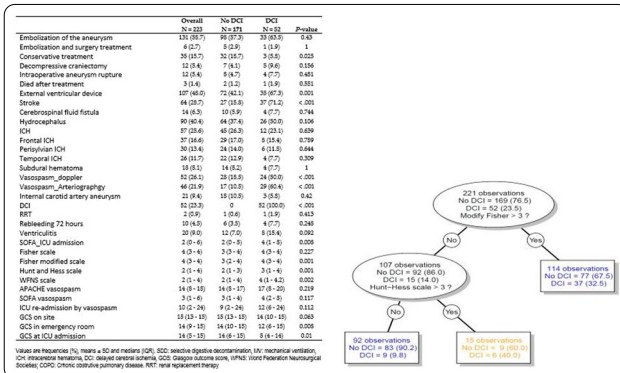 Overall No DCI DCI
N = 223 N = 171 N = 52 P-value
Embolization of the aneurysm 131 (58.7) 98 (57.3) 33 (63.5) 0.43
Embolization and surgery treatment 6 (2.7) 5 (2.9) 1 (1.9) 1
Conservative treatment 35 (15.7) 32 (18.7) 3 (5.8) 0.025
Decompressive craniectomy 12 (5.4) 7 (4.1) 5 (9.6) 0.156
Intraoperative aneurysm rupture 12 (5.4) 8 (4.7) 4 (7.7) 0.481
Died after treatment 3 (1.4) 2 (1.2) 1 (1.9) 0.551
External ventricular device 107 (48.0) 72 (42.1) 35 (67.3) 0.001
Stroke 64 (28.7) 27 (15.8) 37 (71.2) < .001
Cerebrospinal fluid fistula 14 (6.3) 10 (5.9) 4 (7.7) 0.744
Hydrocephalus 90 (40.4) 64 (37.4) 26 (50.0) 0.106
ICH 57 (25.6) 45 (26.3) 12 (23.1) 0.639
Frontal ICH 37 (16.6) 29 (17.0) 8 (15.4) 0.789
Perisylvian ICH 30 (13.4) 24 (14.0) 6 (11.5) 0.644
Temporal ICH 26 (11.7) 22 (12.9) 4 (7.7) 0.309
Subdural hematoma 18 (8.1) 14 (8.2) 4 (7.7) 1
Vasospasm_doppler 52 (26.1) 28 (18.8) 24 (50.0) < .001
Vasospasm_Arteriographgy 46 (21.9) 17 (10.5) 29 (60.4) < .001
Internal carotid artery aneurysm 21 (9.4) 18 (10.5) 3 (5.8) 0.42
DCI 52 (23.3) 0 52 (100.0) < .001
RRT 2 (0.9) 1 (0.6) 1 (1.9) 0.413
Rebleeding 72 hours 10 (4.5) 6 (3.5) 4 (7.7) 0.248
Ventriculitis 20 (9.0) 12 (7.0) 8 (15.4) 0.092
SOFA_ICU admission 2 (0 - 6) 2 (0 - 5) 4 (1 - 8) 0.008
Fisher scale 4 (3 - 4) 3 (3 - 4) 4 (3 - 4) 0.227
Fisher modified scale 4 (3 - 4) 3 (2 - 4) 4 (3 - 4) 0.001
Hunt and Hess scale 2 (1 - 4) 2 (1 - 3) 3 (1 - 4) 0.001
WFNS scale 2 (1 - 4) 2 (1 - 4) 4 (1 - 4.2) 0.002
APACHE vasospasm 14 (8 - 18) 14 (8 - 17) 17 (8 - 20) 0.219
SOFA vasospasm 3 (1 - 6) 3 (1 - 4) 4 (2 - 8) 0.117
ICU re-admission by vasospasm 10 (2 - 24) 9 (2 - 24) 12 (6 - 24) 0.112
GCS on site 15 (13 - 15) 15 (13 - 15) 14 (10 - 15) 0.063
GCS in emergency room 14 (9 - 15) 14 (10 - 15) 12 (6 - 15) 0.008
GCS at ICU admission 14 (5 - 15) 14 (6 - 15) 8 (4 - 14) 0.01
Values are frequencies (%), means ± SD and medians (IQR). SDD: selective digestive decontamination, MV: mechanical ventilation,
ICH: intracerebral hematoma, DCI: delayed cerebral ischemia, GOS: Glasgow outcome score, WFNS: World Federation Neurosurgical
Societies; COPD: Crhonic obstructive pulmonary disease. RRT: renal replacement therapy
221 observations
No DCI = 169 (76.5)
DCI = 52 (23.5)
Modify Fisher > 3 ?
No
Yes
107 observations
No DCI = 92 (86.0)
DCI = 15 (14.0)
Hunt–Hess scale > 3 ?
114 observations
No DCI = 77 (67.5)
DCI = 37 (32.5)
No
Yes
92 observations
No DCI = 83 (90.2)
DCI = 9 (9.8)
15 observations
No DCI = 9 (60.0)
DCI = 6 (40.0)